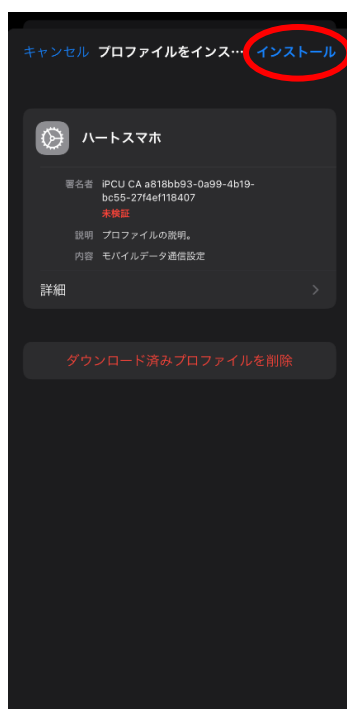 キャンセル プロファイルをインス… インストール
ハートスマホ
署名者 iPCU CA a818bb93-0a99-4b19-
bc55-27f4ef118407
未検証
説明 プロファイルの説明。
内容 モバイルデータ通信設定
詳細
ダウンロード済みプロファイルを削除